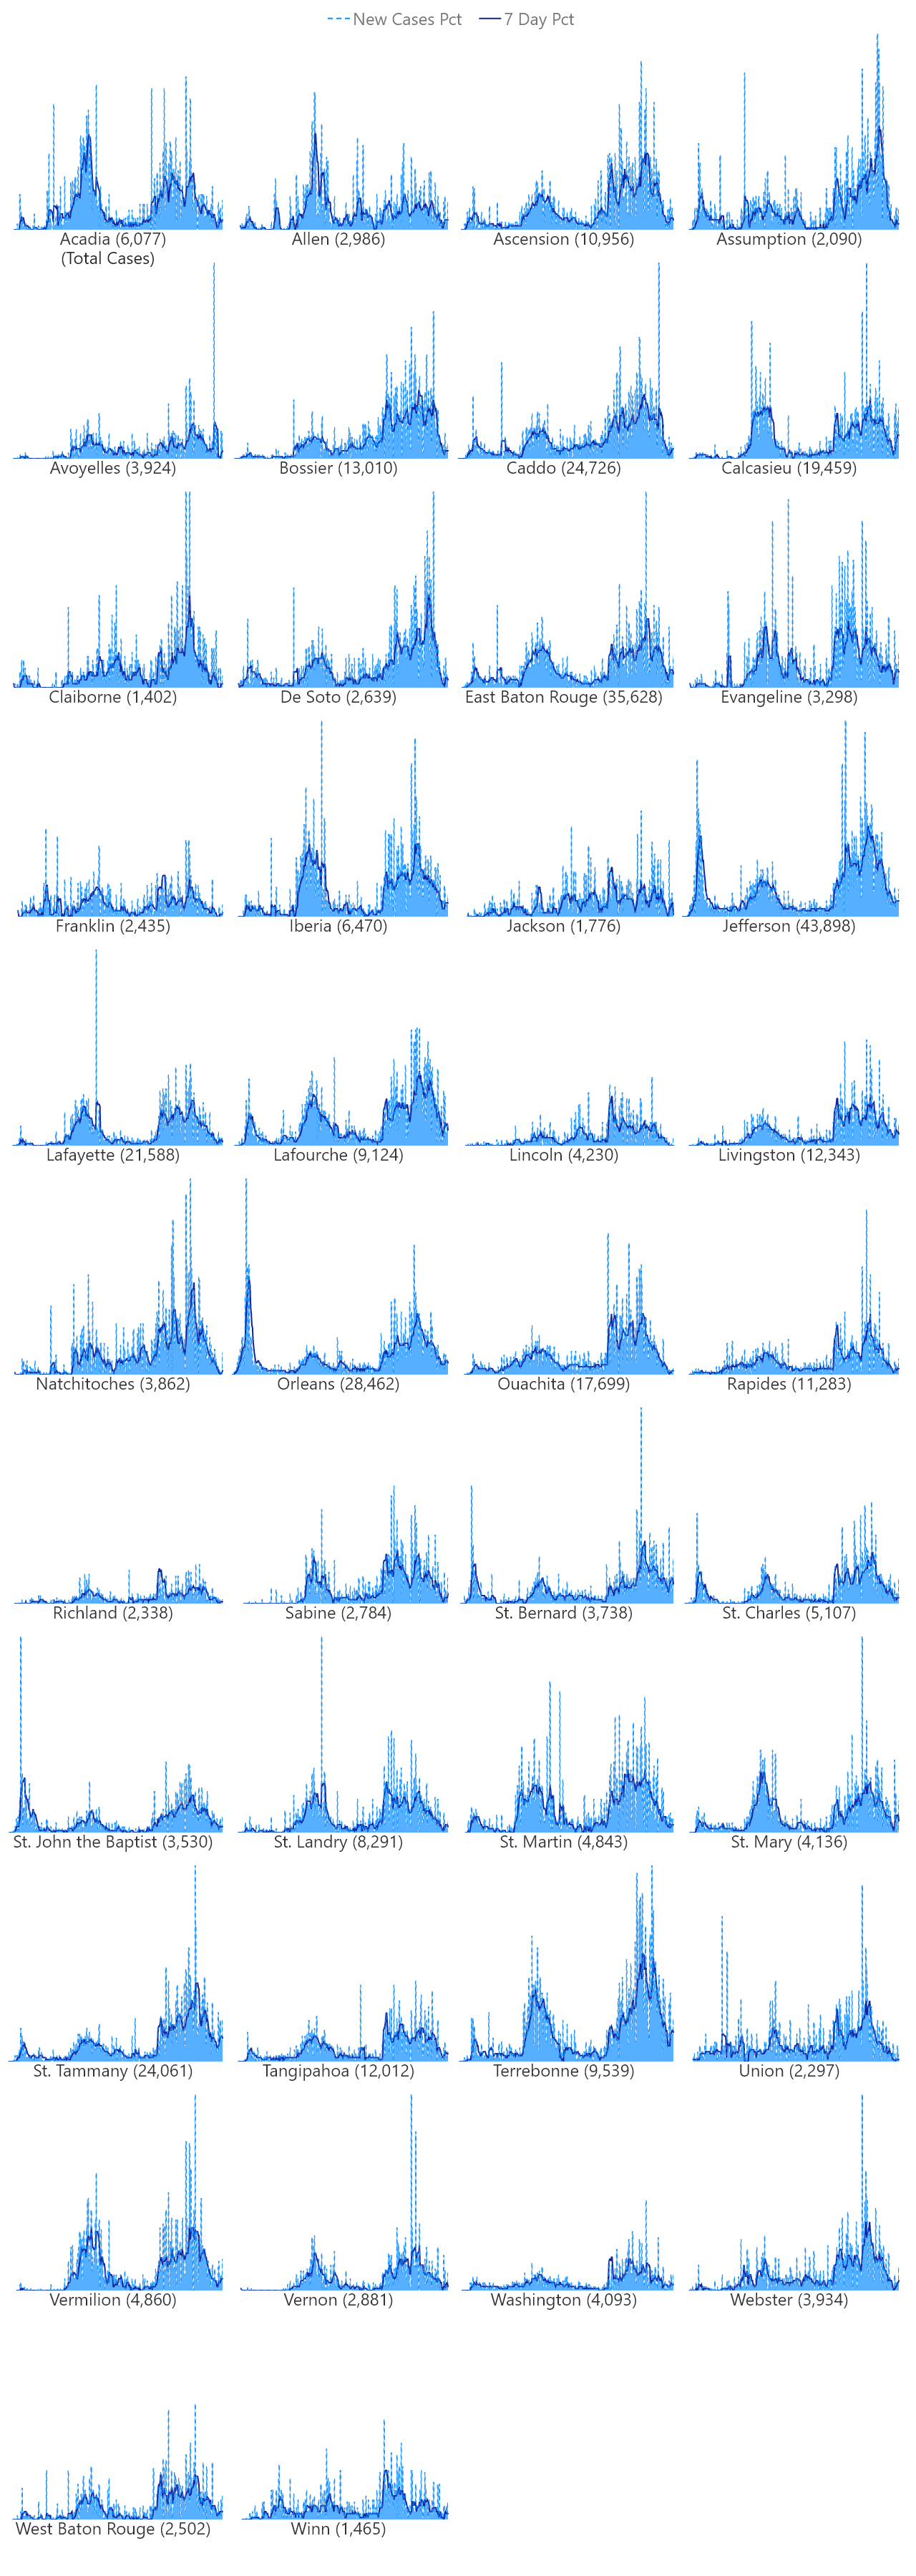 New Cases Pct 7 Day Pct
Acadia (6,077) Allen (2,986) Ascension (10,956) Assumption (2,090)
(Total Cases)
Avoyelles (3,924) Bossier (13,010) Caddo (24,726) Calcasieu (19,459)
Claiborne (1,402) De Soto (2,639) East Baton Rouge (35,628) Evangeline (3,298)
Franklin (2,435) Iberia (6,470) Jackson (1,776) Jefferson (43,898)
Lafayette (21,588) Lafourche (9,124) Lincoln (4,230) Livingston (12,343)
Natchitoches (3,862) Orleans (28,462) Ouachita (17,699) Rapides (11,283)
Richland (2,338) Sabine (2,784) St. Bernard (3,738) St. Charles (5,107)
St. John the Baptist (3,530) St. Landry (8,291) St. Martin (4,843) St. Mary (4,136)
St. Tammany (24,061) Tangipahoa (12,012) Terrebonne (9,539) Union (2,297)
Vermilion (4,860) Vernon (2,881) Washington (4,093) Webster (3,934)
West Baton Rouge (2,502) Winn (1,465)